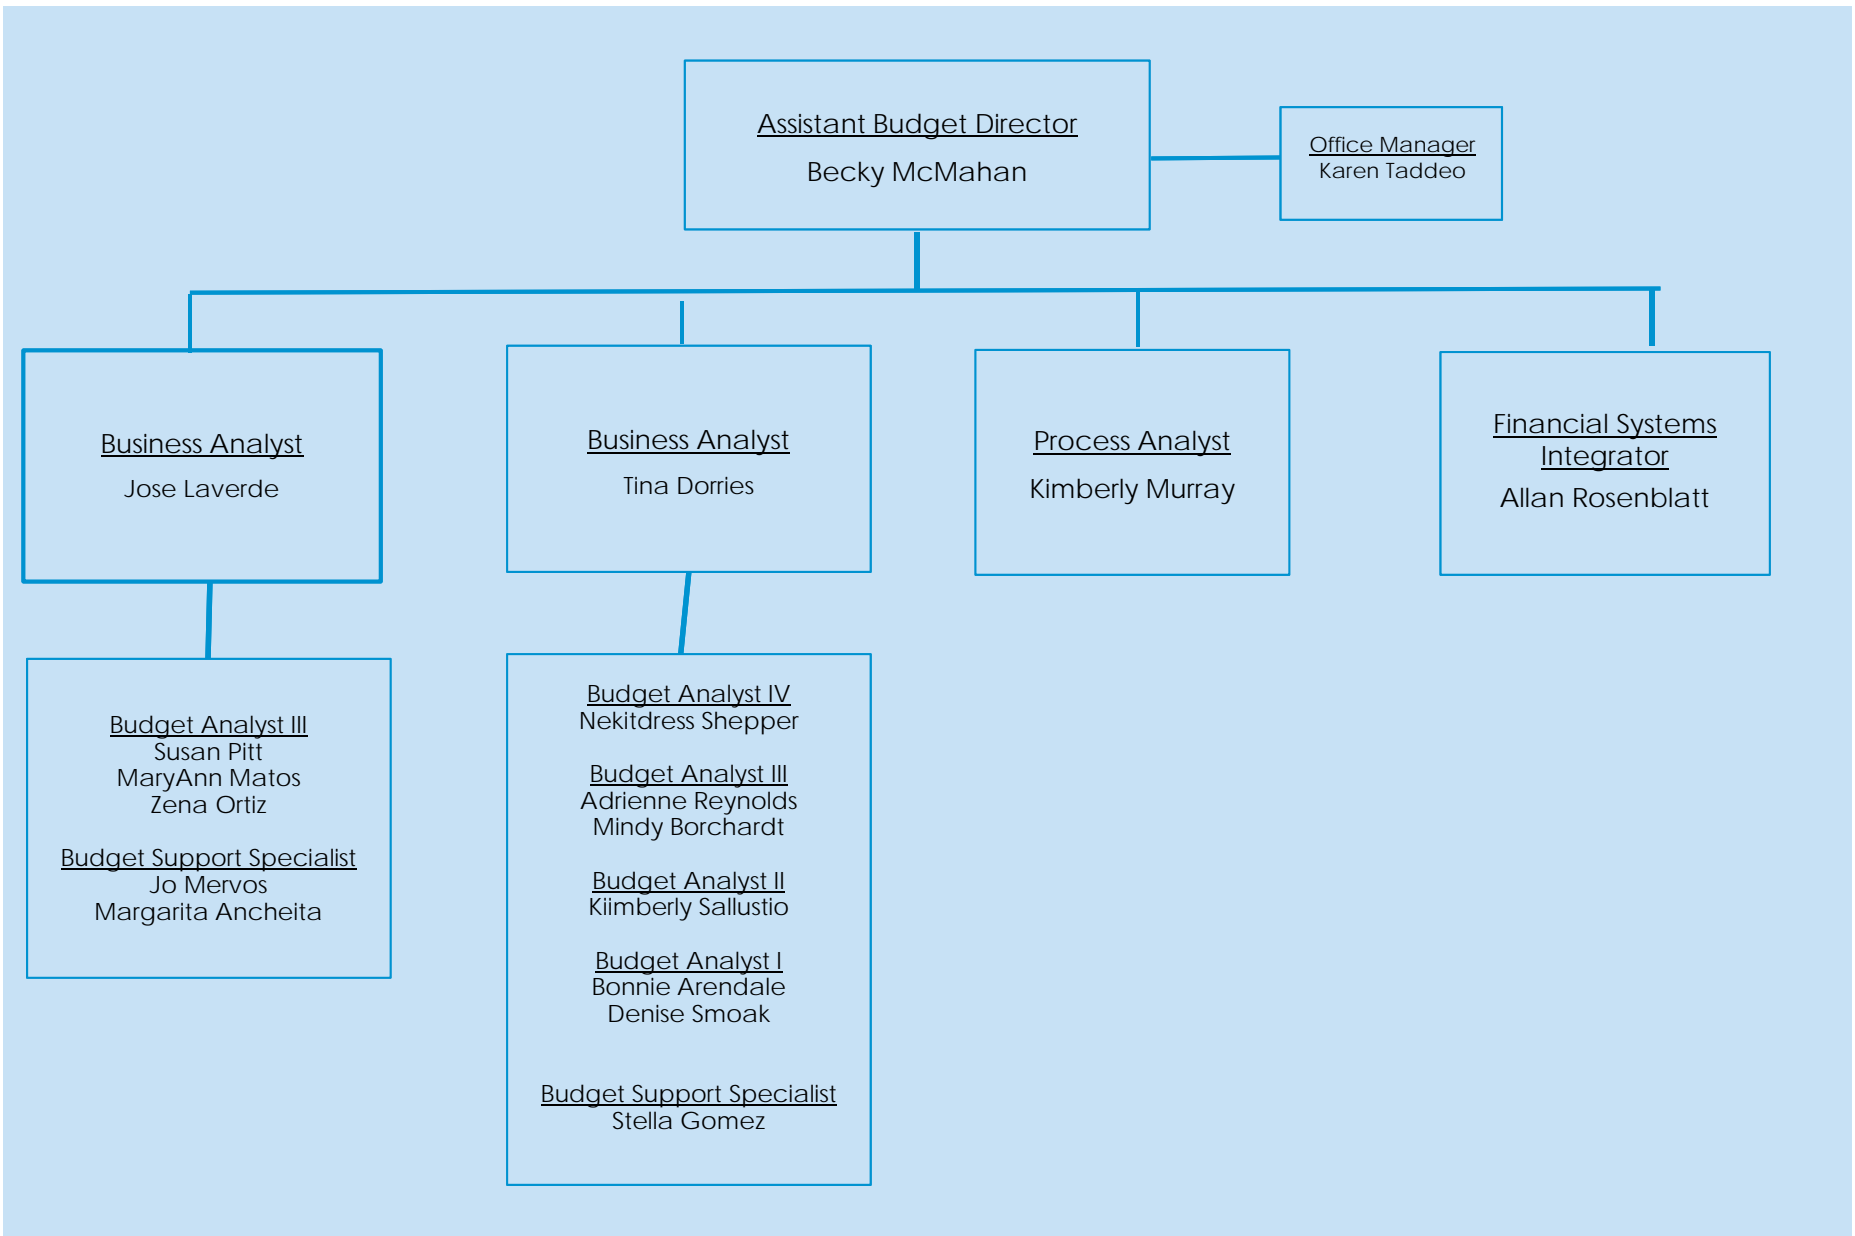 Assistant Budget Director
Becky McMahan
Office Manager
Karen Taddeo
Business Analyst
Jose Laverde
Business Analyst
Tina Dorries
Process Analyst
Kimberly Murray
Financial Systems
Integrator
Allan Rosenblatt
Budget Analyst III
Susan Pitt
MaryAnn Matos
Zena Ortiz
Budget Support Specialist
Jo Mervos
Margarita Ancheita
Budget Analyst IV
Nekitdress Shepper
Budget Analyst III
Adrienne Reynolds
Mindy Borchardt
Budget Analyst II
Kiimberly Sallustio
Budget Analyst I
Bonnie Arendale
Denise Smoak
Budget Support Specialist
Stella Gomez